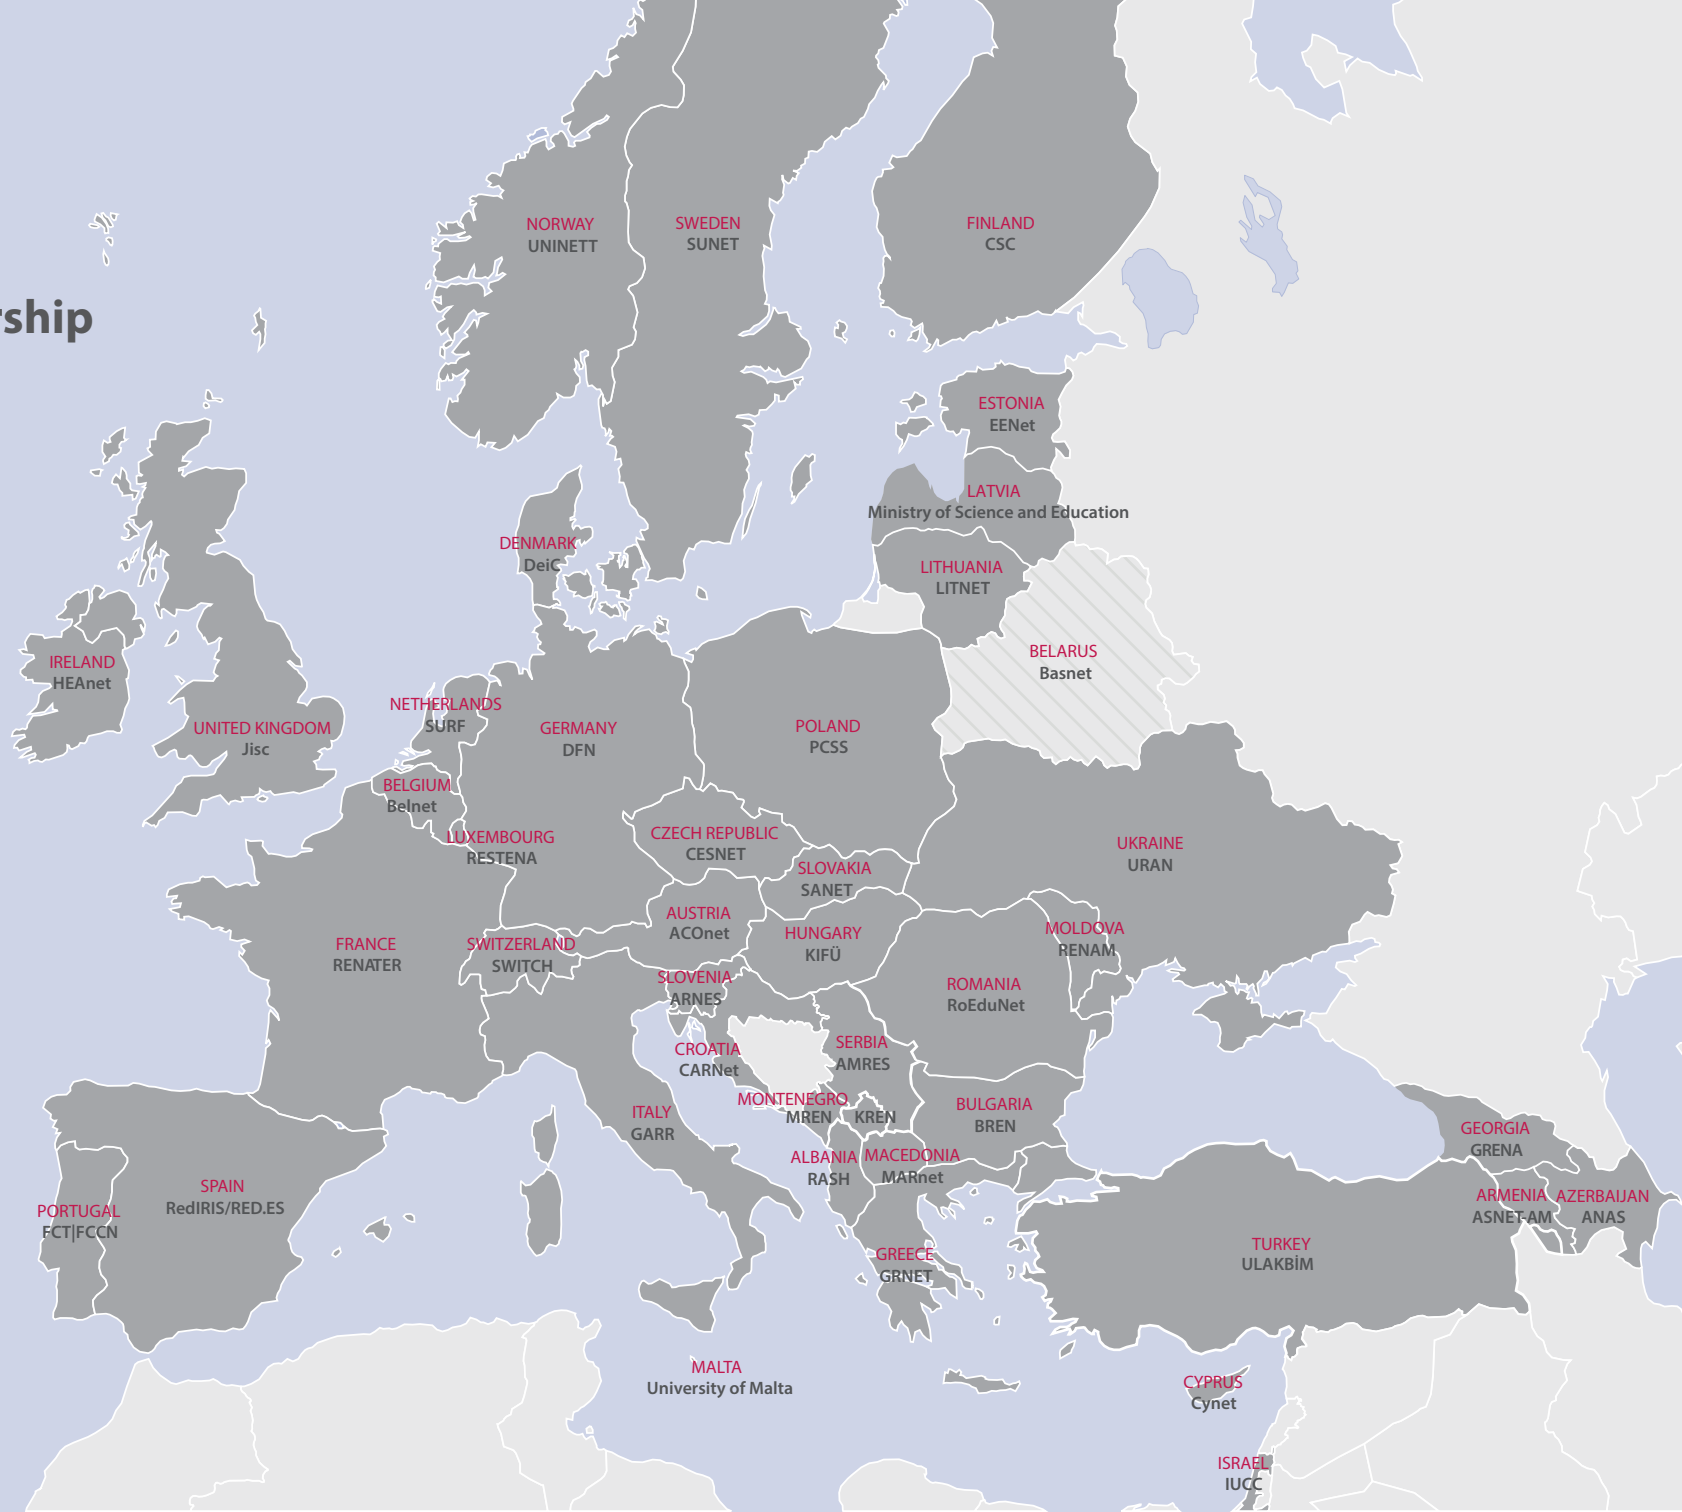 NORWAY
UNINETT
SWEDEN
SUNET
FINLAND
CSC
rship
ESTONIA
EENet
LATVIA
Ministry of Science and Education
DENMARK
DeiC
LITHUANIA
LITNET
BELARUS
Basnet
IRELAND
HEAnet
UNITED KINGDOM
Jisc
NETHERLANDS
SURF
GERMANY
DFN
POLAND
PCSS
BELGIUM
Belnet
LUXEMBOURG
RESTENA
CZECH REPUBLIC
CESNET
SLOVAKIA
SANET
UKRAINE
URAN
FRANCE
RENATER
SWITZERLAND
SWITCH
AUSTRIA
ACOnet
HUNGARY
KIFÜ
MOLDOVA
RENAM
SLOVENIA
ARNES
ROMANIA
RoEduNet
CROATIA
CARNet
SERBIA
AMRES
MONTENEGRO
MREN
KREN
BULGARIA
BREN
ITALY
GARR
ALBANIA
RASH
MACEDONIA
MARnet
GEORGIA
GRENA
PORTUGAL
FCT|FCCN
SPAIN
RedIRIS/RED.ES
ARMENIA
ASNET-AM
AZERBAIJAN
ANAS
GREECE
GRNET
TURKEY
ULAKBİM
MALTA
University of Malta
CYPRUS
Cynet
ISRAEL
IUCC